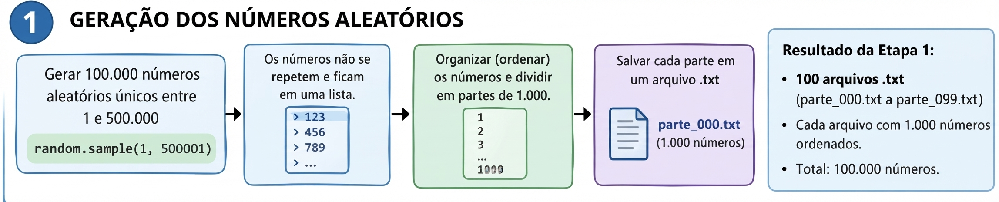 1
GERAÇÃO DOS NÚMEROS ALEATÓRIOS
Gerar 100.000 números
aleatórios únicos entre
1 e 500.000
random.sample(1, 500001)
Os números não se
repetem e ficam
em uma lista.
> 123
> 456
> 789
> ...
Organizar (ordenar)
os números e dividir
em partes de 1.000.
1
2
3
...
Salvar cada parte em
um arquivo .txt
parte_000.txt
(1.000 números)
Resultado da Etapa 1:
• 100 arquivos .txt
(parte_000.txt a parte_099.txt)
• Cada arquivo com 1.000 números
ordenados.
• Total: 100.000 números.